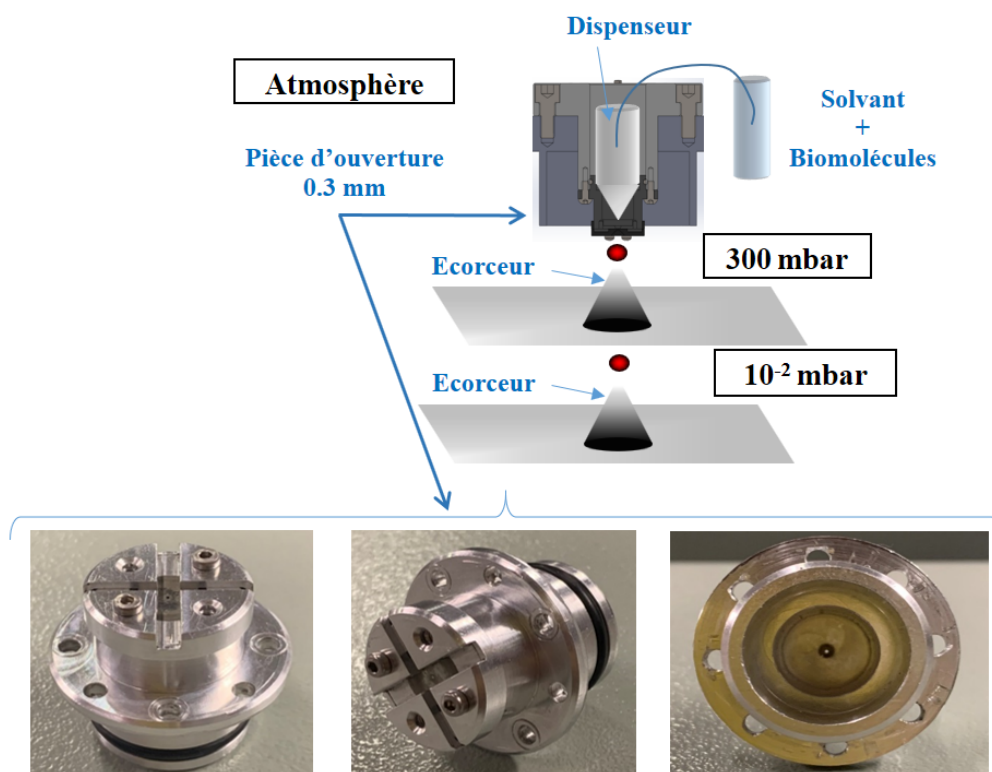 Dispenseur
Atmosphère
Solvant
+
Biomolécules
Pièce d’ouverture
0.3 mm
300 mbar
Ecorceur
10⁻² mbar
Ecorceur